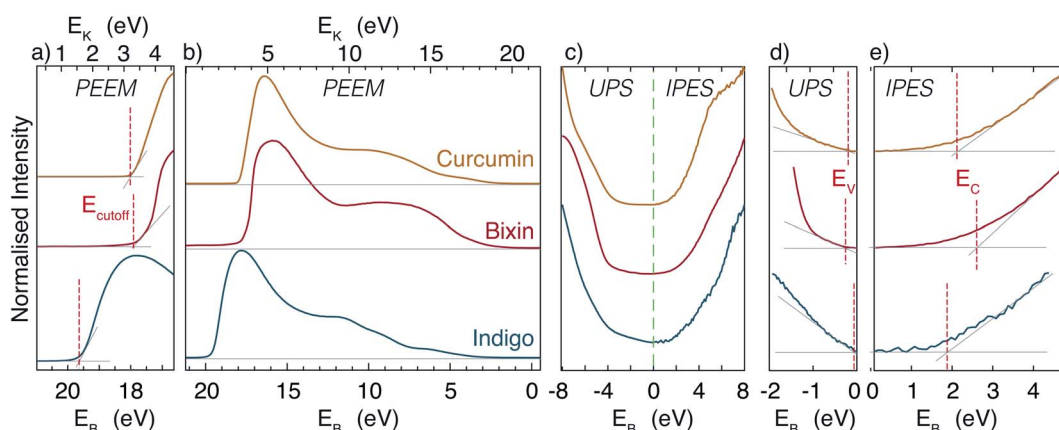 E_K (eV)
E_K (eV)
a) 1 2 3 4
b) 0 5 10 15 20
c)
d)
e)
PEEM
PEEM
UPS
IPES
UPS
IPES
Normalised Intensity
E_cutoff
Curcumin
Bixin
Indigo
E_V
E_C
20 18
20 15 10 5 0
-8 -4 0 4 8
-2 -1 0
0 1 2 3 4
E_B (eV)
E_B (eV)
E_B (eV)
E_B (eV)
E_B (eV)